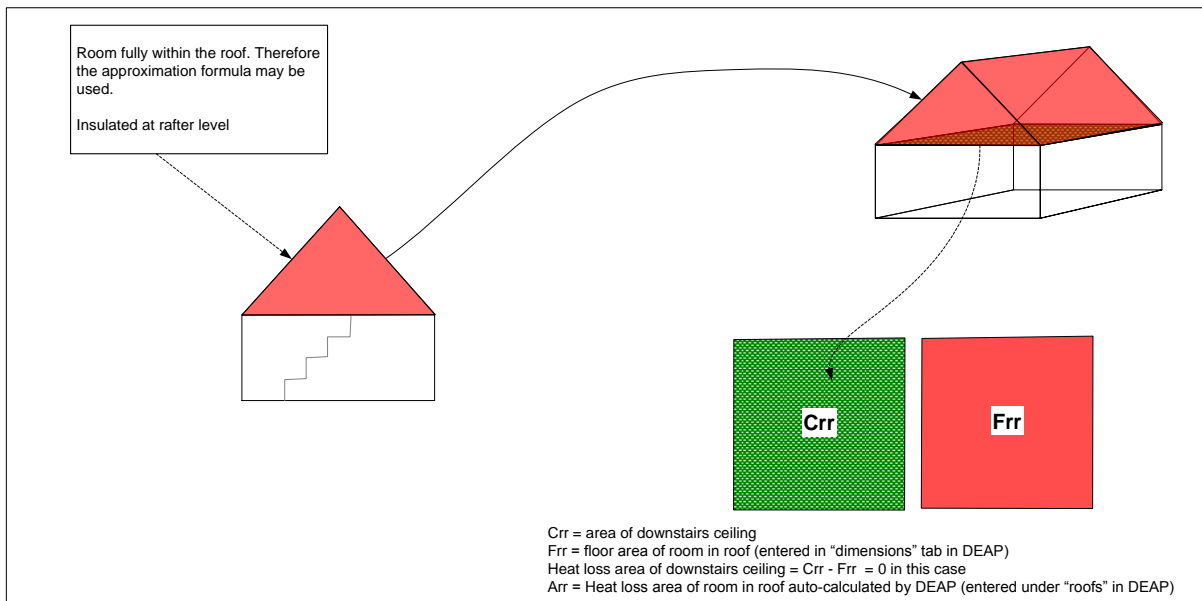 Room fully within the roof. Therefore
the approximation formula may be
used.
Insulated at rafter level
Crr
Frr
Crr = area of downstairs ceiling
Frr = floor area of room in roof (entered in “dimensions” tab in DEAP)
Heat loss area of downstairs ceiling = Crr - Frr  = 0 in this case
Arr = Heat loss area of room in roof auto-calculated by DEAP (entered under “roofs” in DEAP)